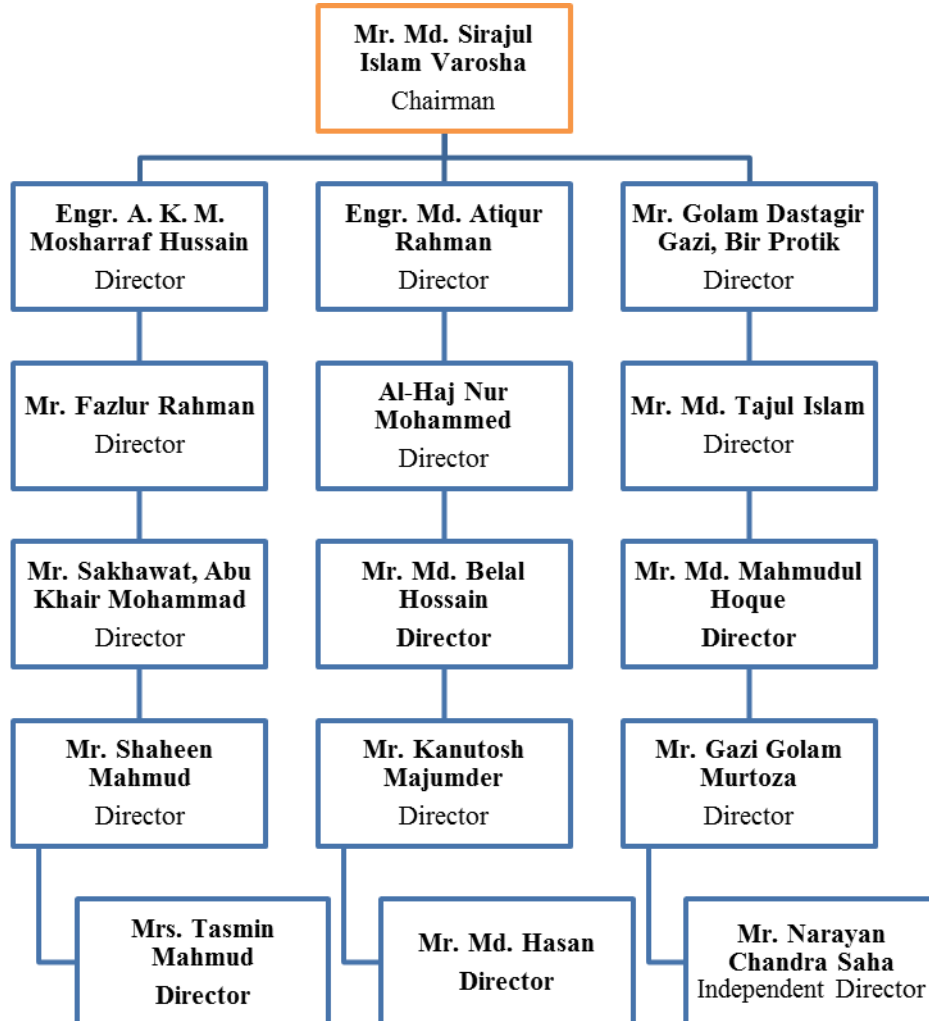 Mr. Md. Sirajul
Islam Varosha
Chairman
Engr. A. K. M.
Mosharraf Hussain
Director
Engr. Md. Atiqur
Rahman
Director
Mr. Golam Dastagir
Gazi, Bir Protik
Director
Mr. Fazlur Rahman
Director
Al-Haj Nur
Mohammed
Director
Mr. Md. Tajul Islam
Director
Mr. Sakhawat, Abu
Khair Mohammad
Director
Mr. Md. Belal
Hossain
Director
Mr. Md. Mahmudul
Hoque
Director
Mr. Shaheen
Mahmud
Director
Mr. Kanutosh
Majumder
Director
Mr. Gazi Golam
Murtoza
Director
Mrs. Tasmin
Mahmud
Director
Mr. Md. Hasan
Director
Mr. Narayan
Chandra Saha
Independent Director